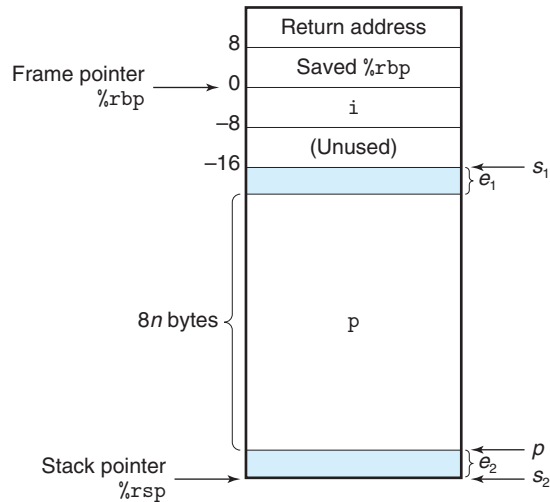 Return address
8
Saved %rbp
Frame pointer
%rbp
0
i
–8
(Unused)
–16
s1
e1
8n bytes
p
p
e2
Stack pointer
%rsp
s2